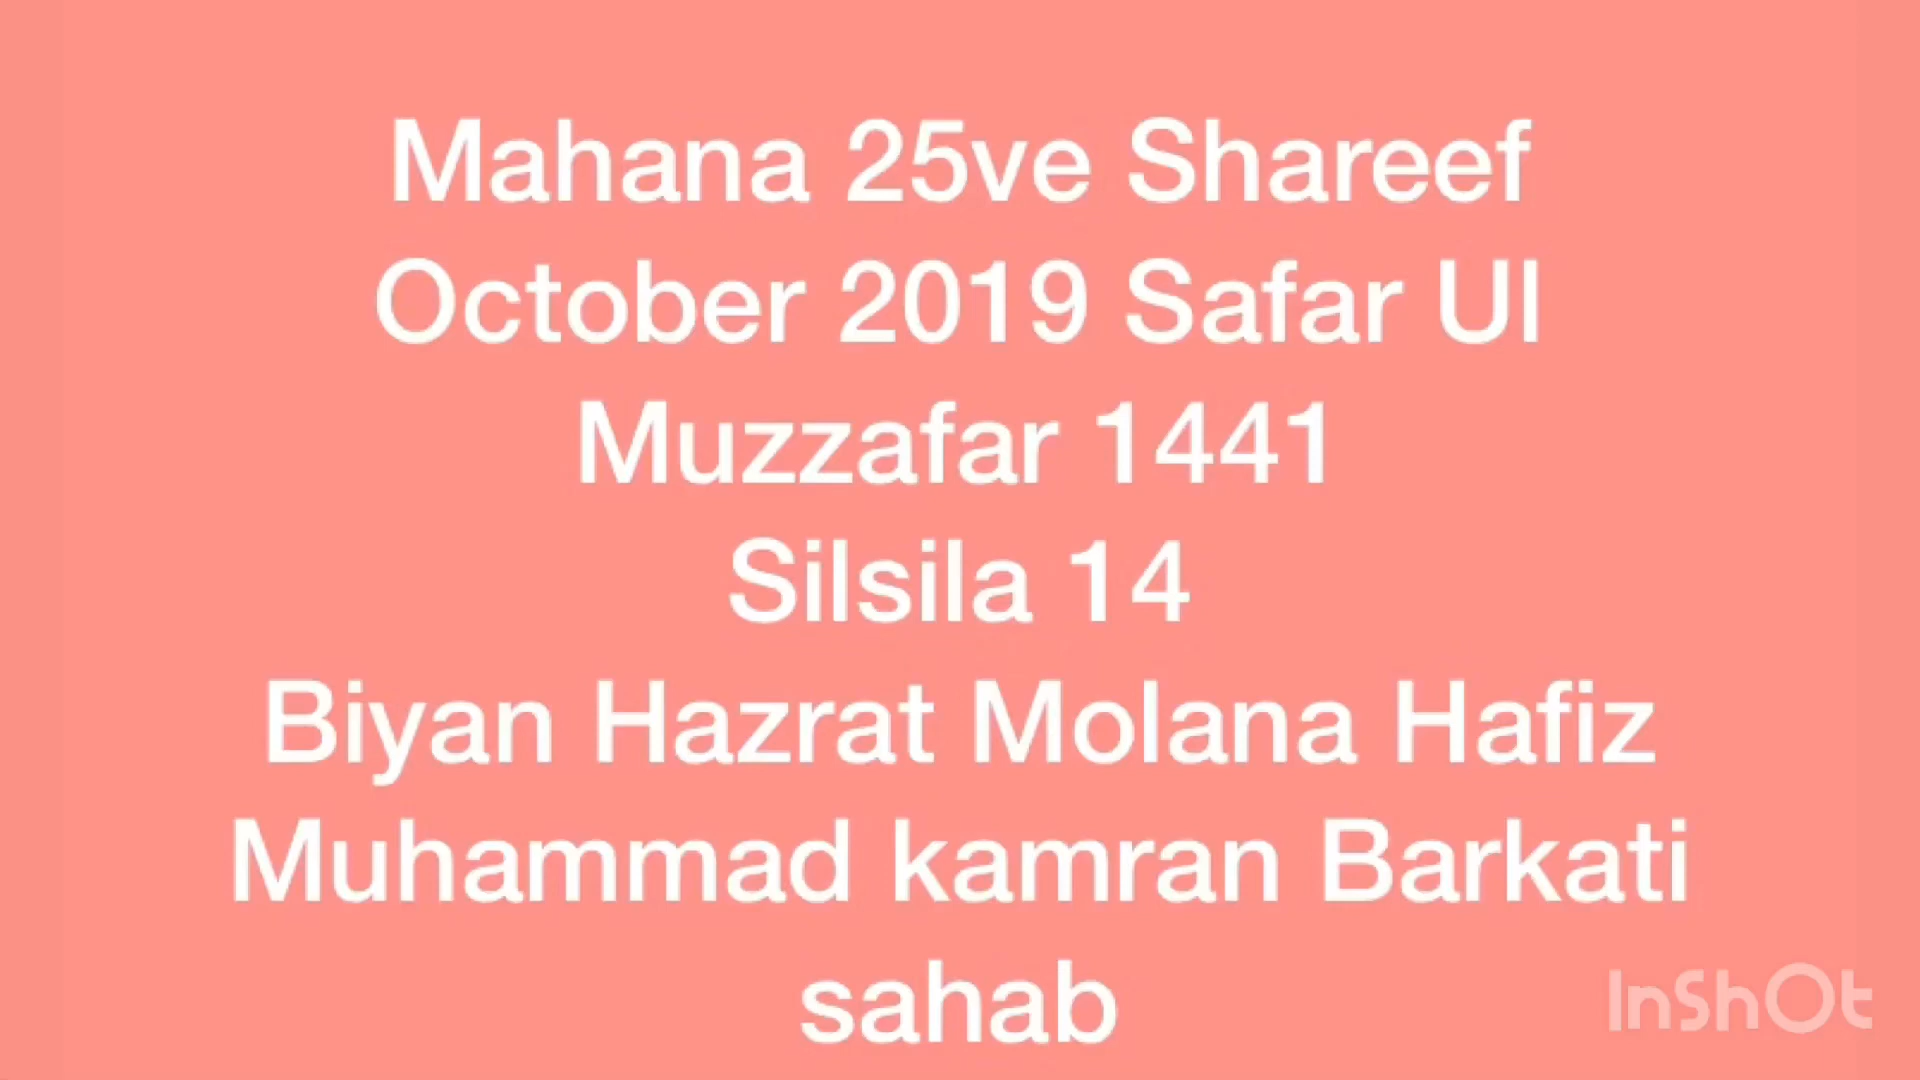 Mahana 25ve Shareef
October 2019 Safar Ul
Muzzafar 1441
Silsila 14
Biyan Hazrat Molana Hafiz
Muhammad kamran Barkati
sahab
InShOt